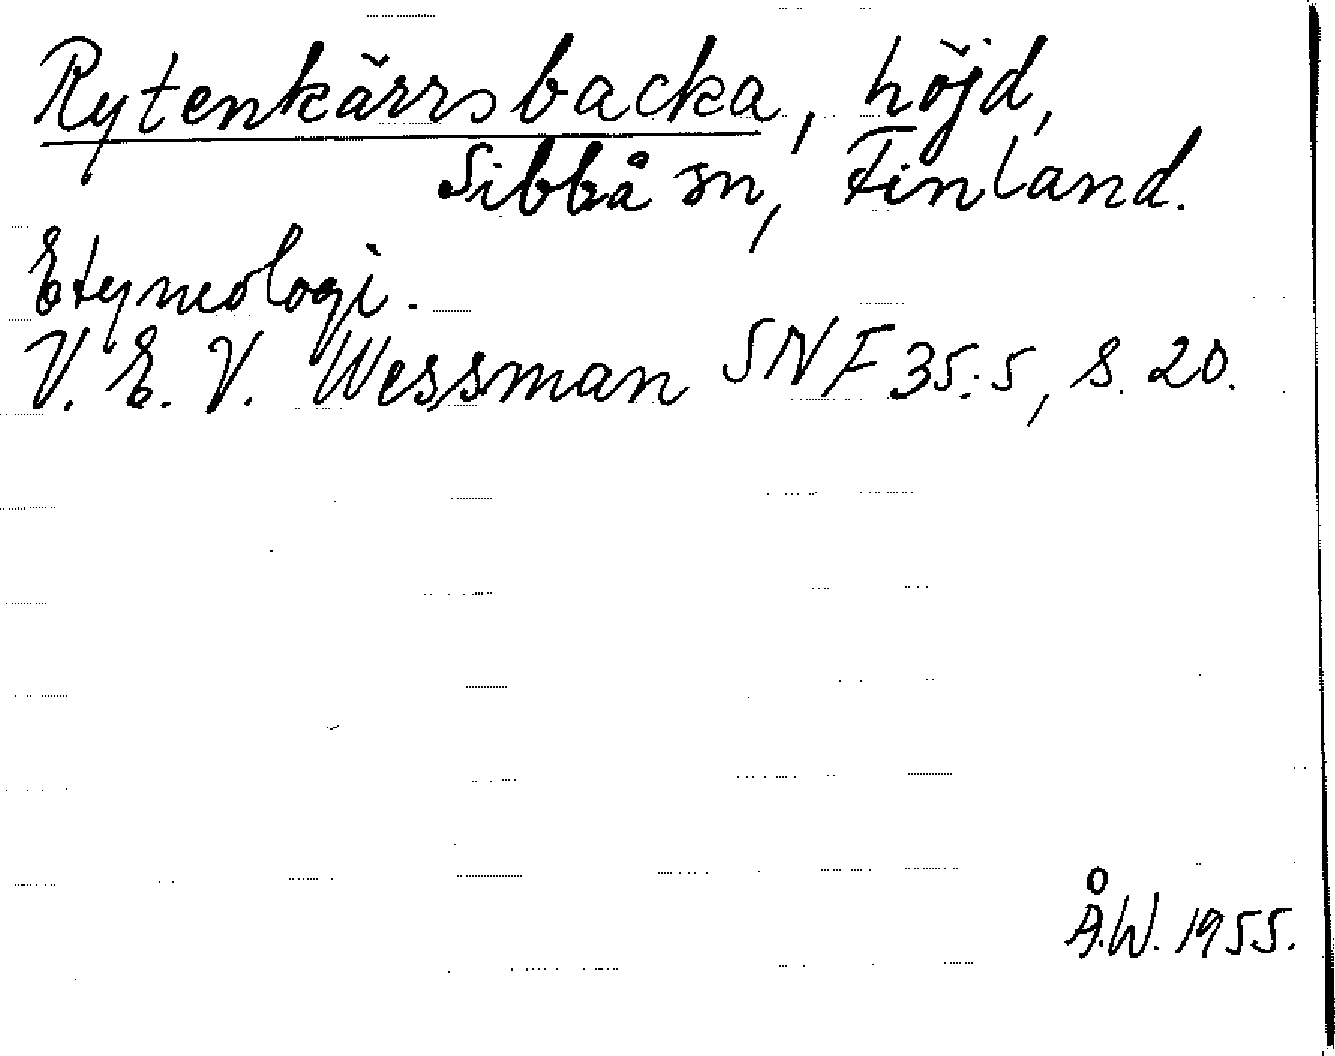 Rytenkärrsbacka, höjd,
Sibbå sn, Finland.
Etymologi.
V. E. V. Wessman SNF 35:5, s. 20.
Å.W. 1955.